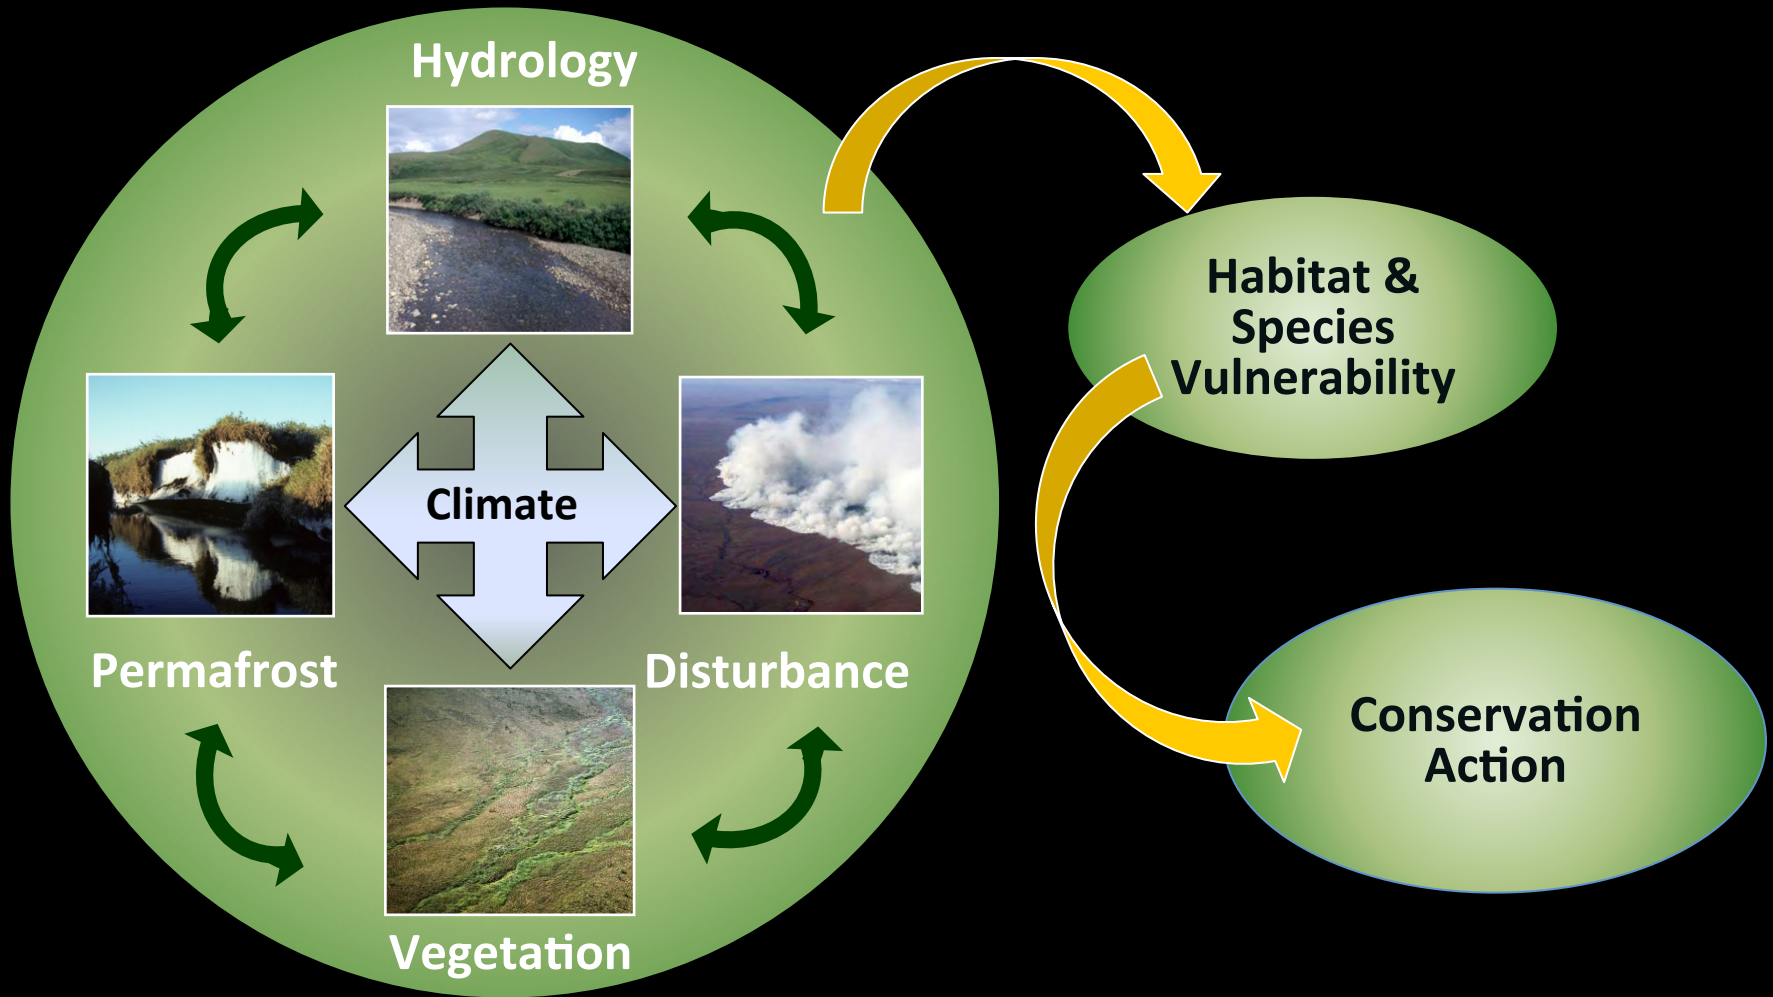 Hydrology
Climate
Permafrost
Disturbance
Vegetation
Habitat &
Species
Vulnerability
Conservation
Action